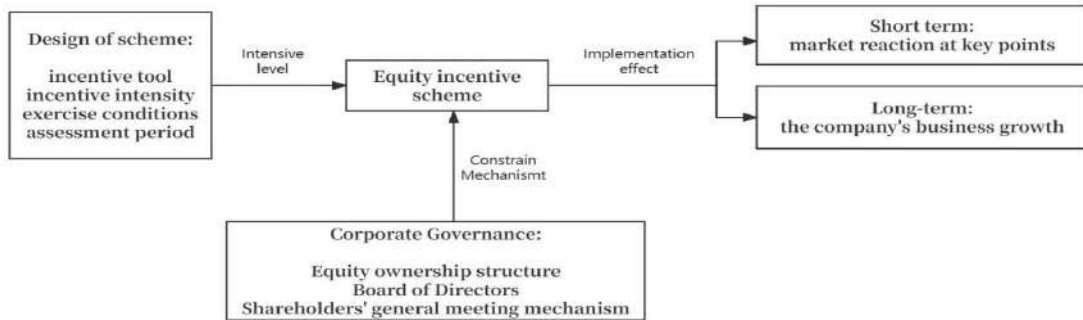 Design of scheme:
incentive tool
incentive intensity
exercise conditions
assessment period
Intensive
level
Equity incentive
scheme
Implementation
effect
Short term:
market reaction at key points
Long-term:
the company's business growth
Constrain
Mechanismt
Corporate Governance:
Equity ownership structure
Board of Directors
Shareholders' general meeting mechanism